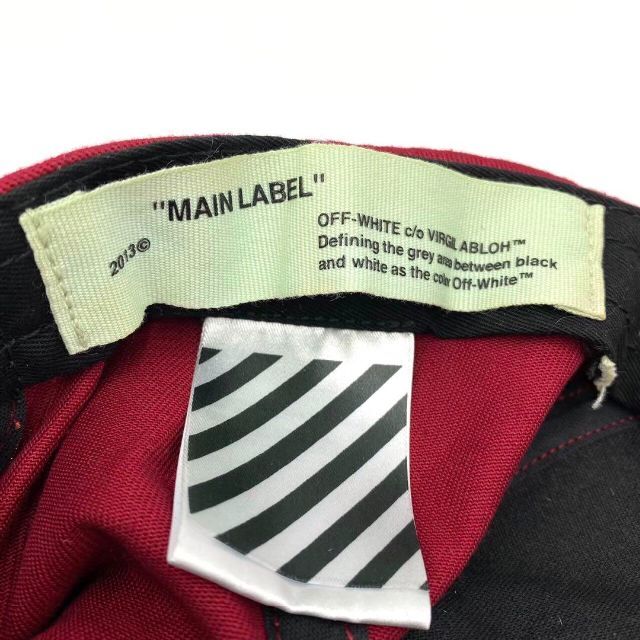 "MAIN LABEL"
2013©
OFF-WHITE c/o VIRGIL ABLOH™
Defining the grey area between black
and white as the color Off-White™